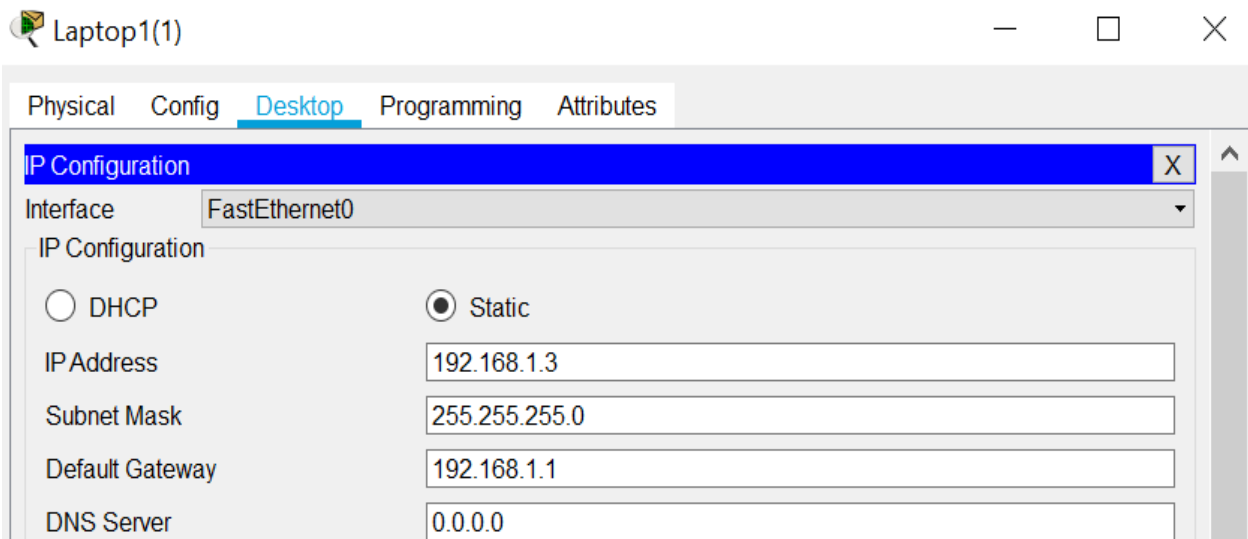 Laptop1(1)
Physical Config Desktop Programming Attributes
IP Configuration X
Interface FastEthernet0
IP Configuration
DHCP Static
IP Address 192.168.1.3
Subnet Mask 255.255.255.0
Default Gateway 192.168.1.1
DNS Server 0.0.0.0